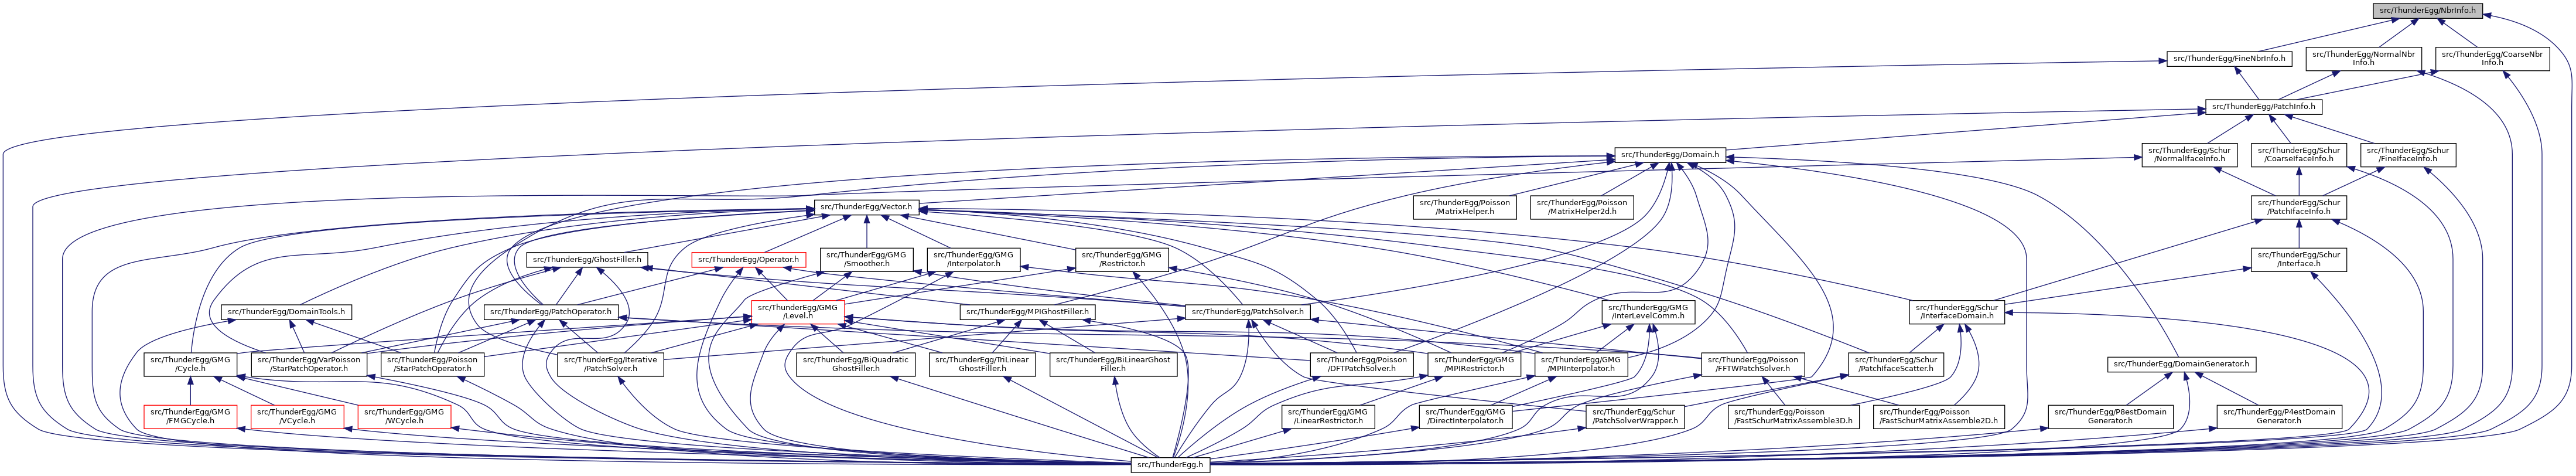 src/ThunderEgg/NbrInfo.h
src/ThunderEgg/FineNbrInfo.h
src/ThunderEgg/NormalNbr
Info.h
src/ThunderEgg/CoarseNbr
Info.h
src/ThunderEgg/PatchInfo.h
src/ThunderEgg/Domain.h
src/ThunderEgg/Schur
/NormalIfaceInfo.h
src/ThunderEgg/Schur
/CoarseIfaceInfo.h
src/ThunderEgg/Schur
/FineIfaceInfo.h
src/ThunderEgg/Vector.h
src/ThunderEgg/Poisson
/MatrixHelper.h
src/ThunderEgg/Poisson
/MatrixHelper2d.h
src/ThunderEgg/Schur
/PatchIfaceInfo.h
src/ThunderEgg/GhostFiller.h
src/ThunderEgg/Operator.h
src/ThunderEgg/GMG
/Smoother.h
src/ThunderEgg/GMG
/Interpolator.h
src/ThunderEgg/GMG
/Restrictor.h
src/ThunderEgg/Schur
/Interface.h
src/ThunderEgg/DomainTools.h
src/ThunderEgg/PatchOperator.h
src/ThunderEgg/GMG
/Level.h
src/ThunderEgg/MPIGhostFiller.h
src/ThunderEgg/PatchSolver.h
src/ThunderEgg/GMG
/InterLevelComm.h
src/ThunderEgg/Schur
/InterfaceDomain.h
src/ThunderEgg/GMG
/Cycle.h
src/ThunderEgg/VarPoisson
/StarPatchOperator.h
src/ThunderEgg/Poisson
/StarPatchOperator.h
src/ThunderEgg/Iterative
/PatchSolver.h
src/ThunderEgg/BiQuadratic
GhostFiller.h
src/ThunderEgg/TriLinear
GhostFiller.h
src/ThunderEgg/BiLinearGhost
Filler.h
src/ThunderEgg/Poisson
/DFTPatchSolver.h
src/ThunderEgg/GMG
/MPIRestrictor.h
src/ThunderEgg/GMG
/MPIInterpolator.h
src/ThunderEgg/Poisson
/FFTWPatchSolver.h
src/ThunderEgg/Schur
/PatchIfaceScatter.h
src/ThunderEgg/DomainGenerator.h
src/ThunderEgg/GMG
/FMGCycle.h
src/ThunderEgg/GMG
/VCycle.h
src/ThunderEgg/GMG
/WCycle.h
src/ThunderEgg/GMG
/LinearRestrictor.h
src/ThunderEgg/GMG
/DirectInterpolator.h
src/ThunderEgg/Schur
/PatchSolverWrapper.h
src/ThunderEgg/Poisson
/FastSchurMatrixAssemble3D.h
src/ThunderEgg/Poisson
/FastSchurMatrixAssemble2D.h
src/ThunderEgg/P8estDomain
Generator.h
src/ThunderEgg/P4estDomain
Generator.h
src/ThunderEgg.h